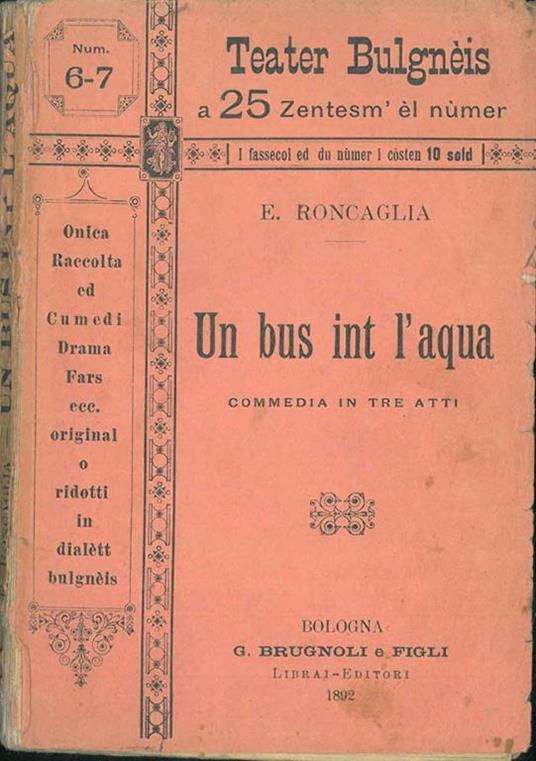 Num.
6-7
Teater Bulgnèis
a 25 Zentesm' èl nùmer
I fassecol ed du nùmer i còsten 10 sold
Onica
Raccolta
ed
Cumedi
Drama
Fars
ecc.
original
o
ridotti
in
dialètt
bulgnèis
E. RONCAGLIA
Un bus int l'aqua
COMMEDIA IN TRE ATTI
BOLOGNA
G. BRUGNOLI e FIGLI
LIBRAI-EDITORI
1892
RONCAGLIA — UN BUS INT L'AQUA